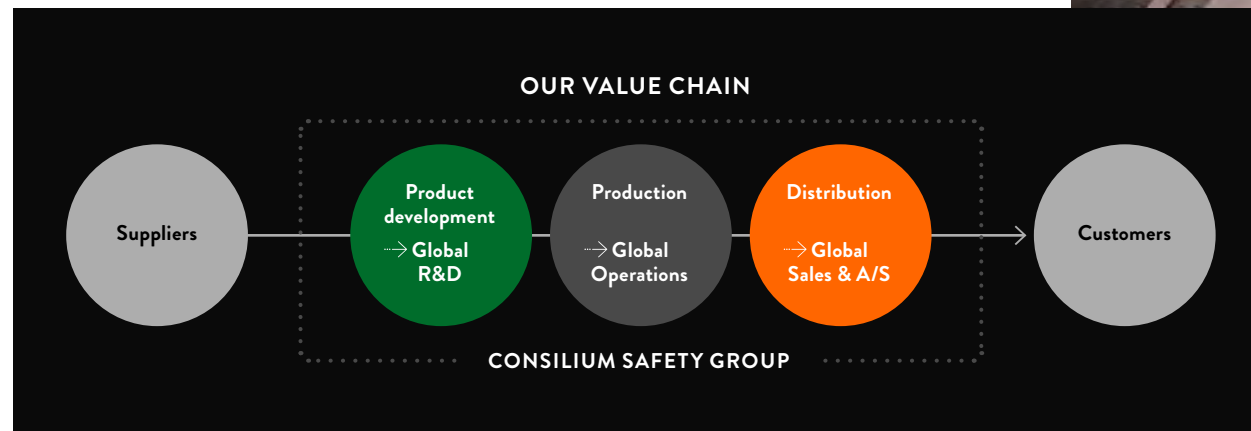 OUR VALUE CHAIN
Suppliers
Product
development
⇢ Global
R&D
Production
⇢ Global
Operations
Distribution
⇢ Global
Sales & A/S
Customers
CONSILIUM SAFETY GROUP